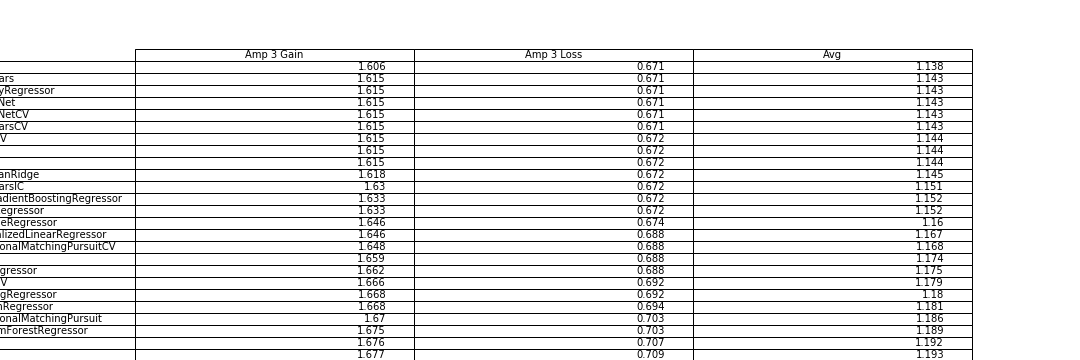 Amp 3 Gain Amp 3 Loss Avg
1.606 0.671 1.138
ars 1.615 0.671 1.143
yRegressor 1.615 0.671 1.143
Net 1.615 0.671 1.143
NetCV 1.615 0.671 1.143
arsCV 1.615 0.671 1.143
V 1.615 0.672 1.144
1.615 0.672 1.144
1.615 0.672 1.144
anRidge 1.618 0.672 1.145
arsIC 1.63 0.672 1.151
adientBoostingRegressor 1.633 0.672 1.152
egressor 1.633 0.672 1.152
eRegressor 1.646 0.674 1.16
alizedLinearRegressor 1.646 0.688 1.167
onalMatchingPursuitCV 1.648 0.688 1.168
1.659 0.688 1.174
gressor 1.662 0.688 1.175
V 1.666 0.692 1.179
gRegressor 1.668 0.692 1.18
nRegressor 1.668 0.694 1.181
onalMatchingPursuit 1.67 0.703 1.186
mForestRegressor 1.675 0.703 1.189
1.676 0.707 1.192
1.677 0.709 1.193